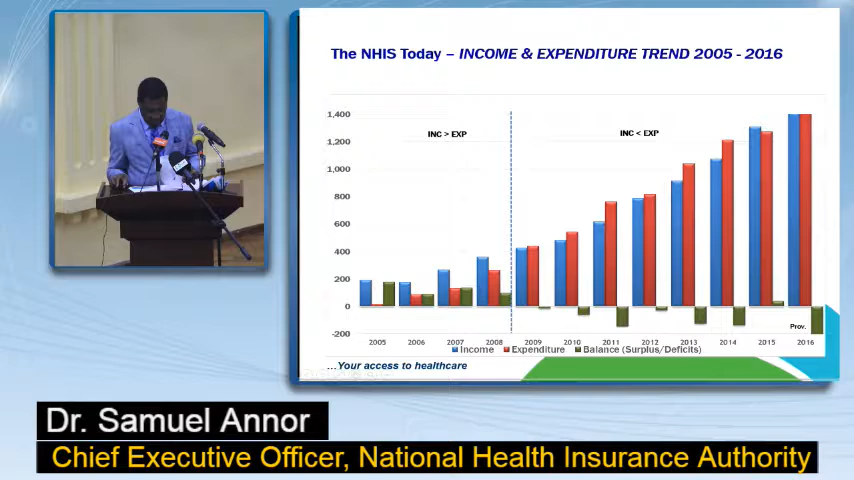 The NHIS Today – INCOME & EXPENDITURE TREND 2005 - 2016
INC > EXP
INC < EXP
1,400
1,200
1,000
800
600
400
200
0
-200
Prov.
2005 2006 2007 2008 2009 2010 2011 2012 2013 2014 2015 2016
Income Expenditure Balance (Surplus/Deficits)
...Your access to healthcare
Dr. Samuel Annor
Chief Executive Officer, National Health Insurance Authority